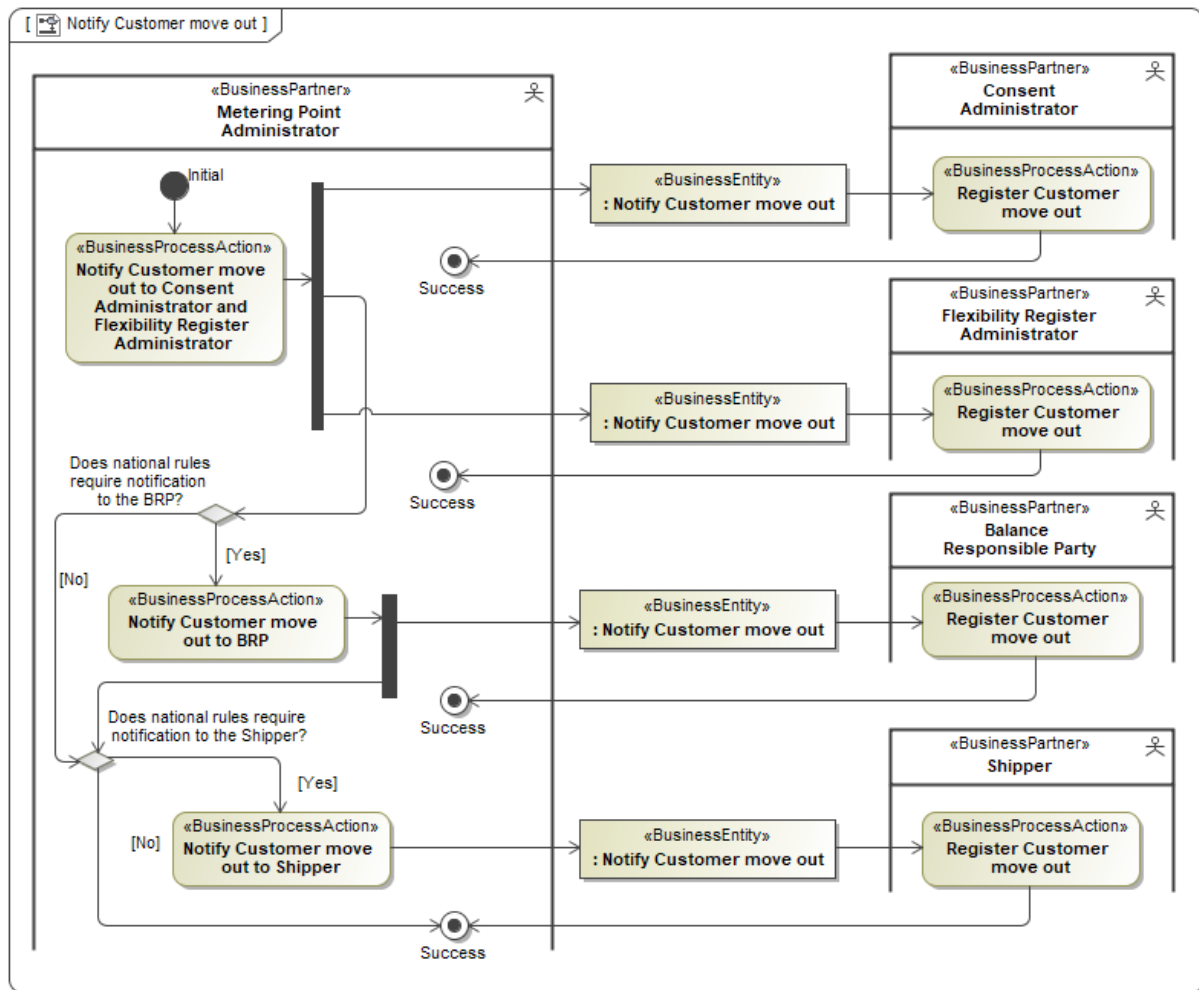 [ Notify Customer move out ]
«BusinessPartner»
Metering Point
Administrator
Initial
«BusinessProcessAction»
Notify Customer move
out to Consent
Administrator and
Flexibility Register
Administrator
«BusinessEntity»
: Notify Customer move out
«BusinessPartner»
Consent
Administrator
«BusinessProcessAction»
Register Customer
move out
Success
«BusinessPartner»
Flexibility Register
Administrator
«BusinessEntity»
: Notify Customer move out
«BusinessProcessAction»
Register Customer
move out
Success
Does national rules
require notification
to the BRP?
[Yes]
[No]
«BusinessProcessAction»
Notify Customer move
out to BRP
«BusinessEntity»
: Notify Customer move out
«BusinessPartner»
Balance
Responsible Party
«BusinessProcessAction»
Register Customer
move out
Success
Does national rules require
notification to the Shipper?
[Yes]
[No]
«BusinessProcessAction»
Notify Customer move
out to Shipper
«BusinessEntity»
: Notify Customer move out
«BusinessPartner»
Shipper
«BusinessProcessAction»
Register Customer
move out
Success